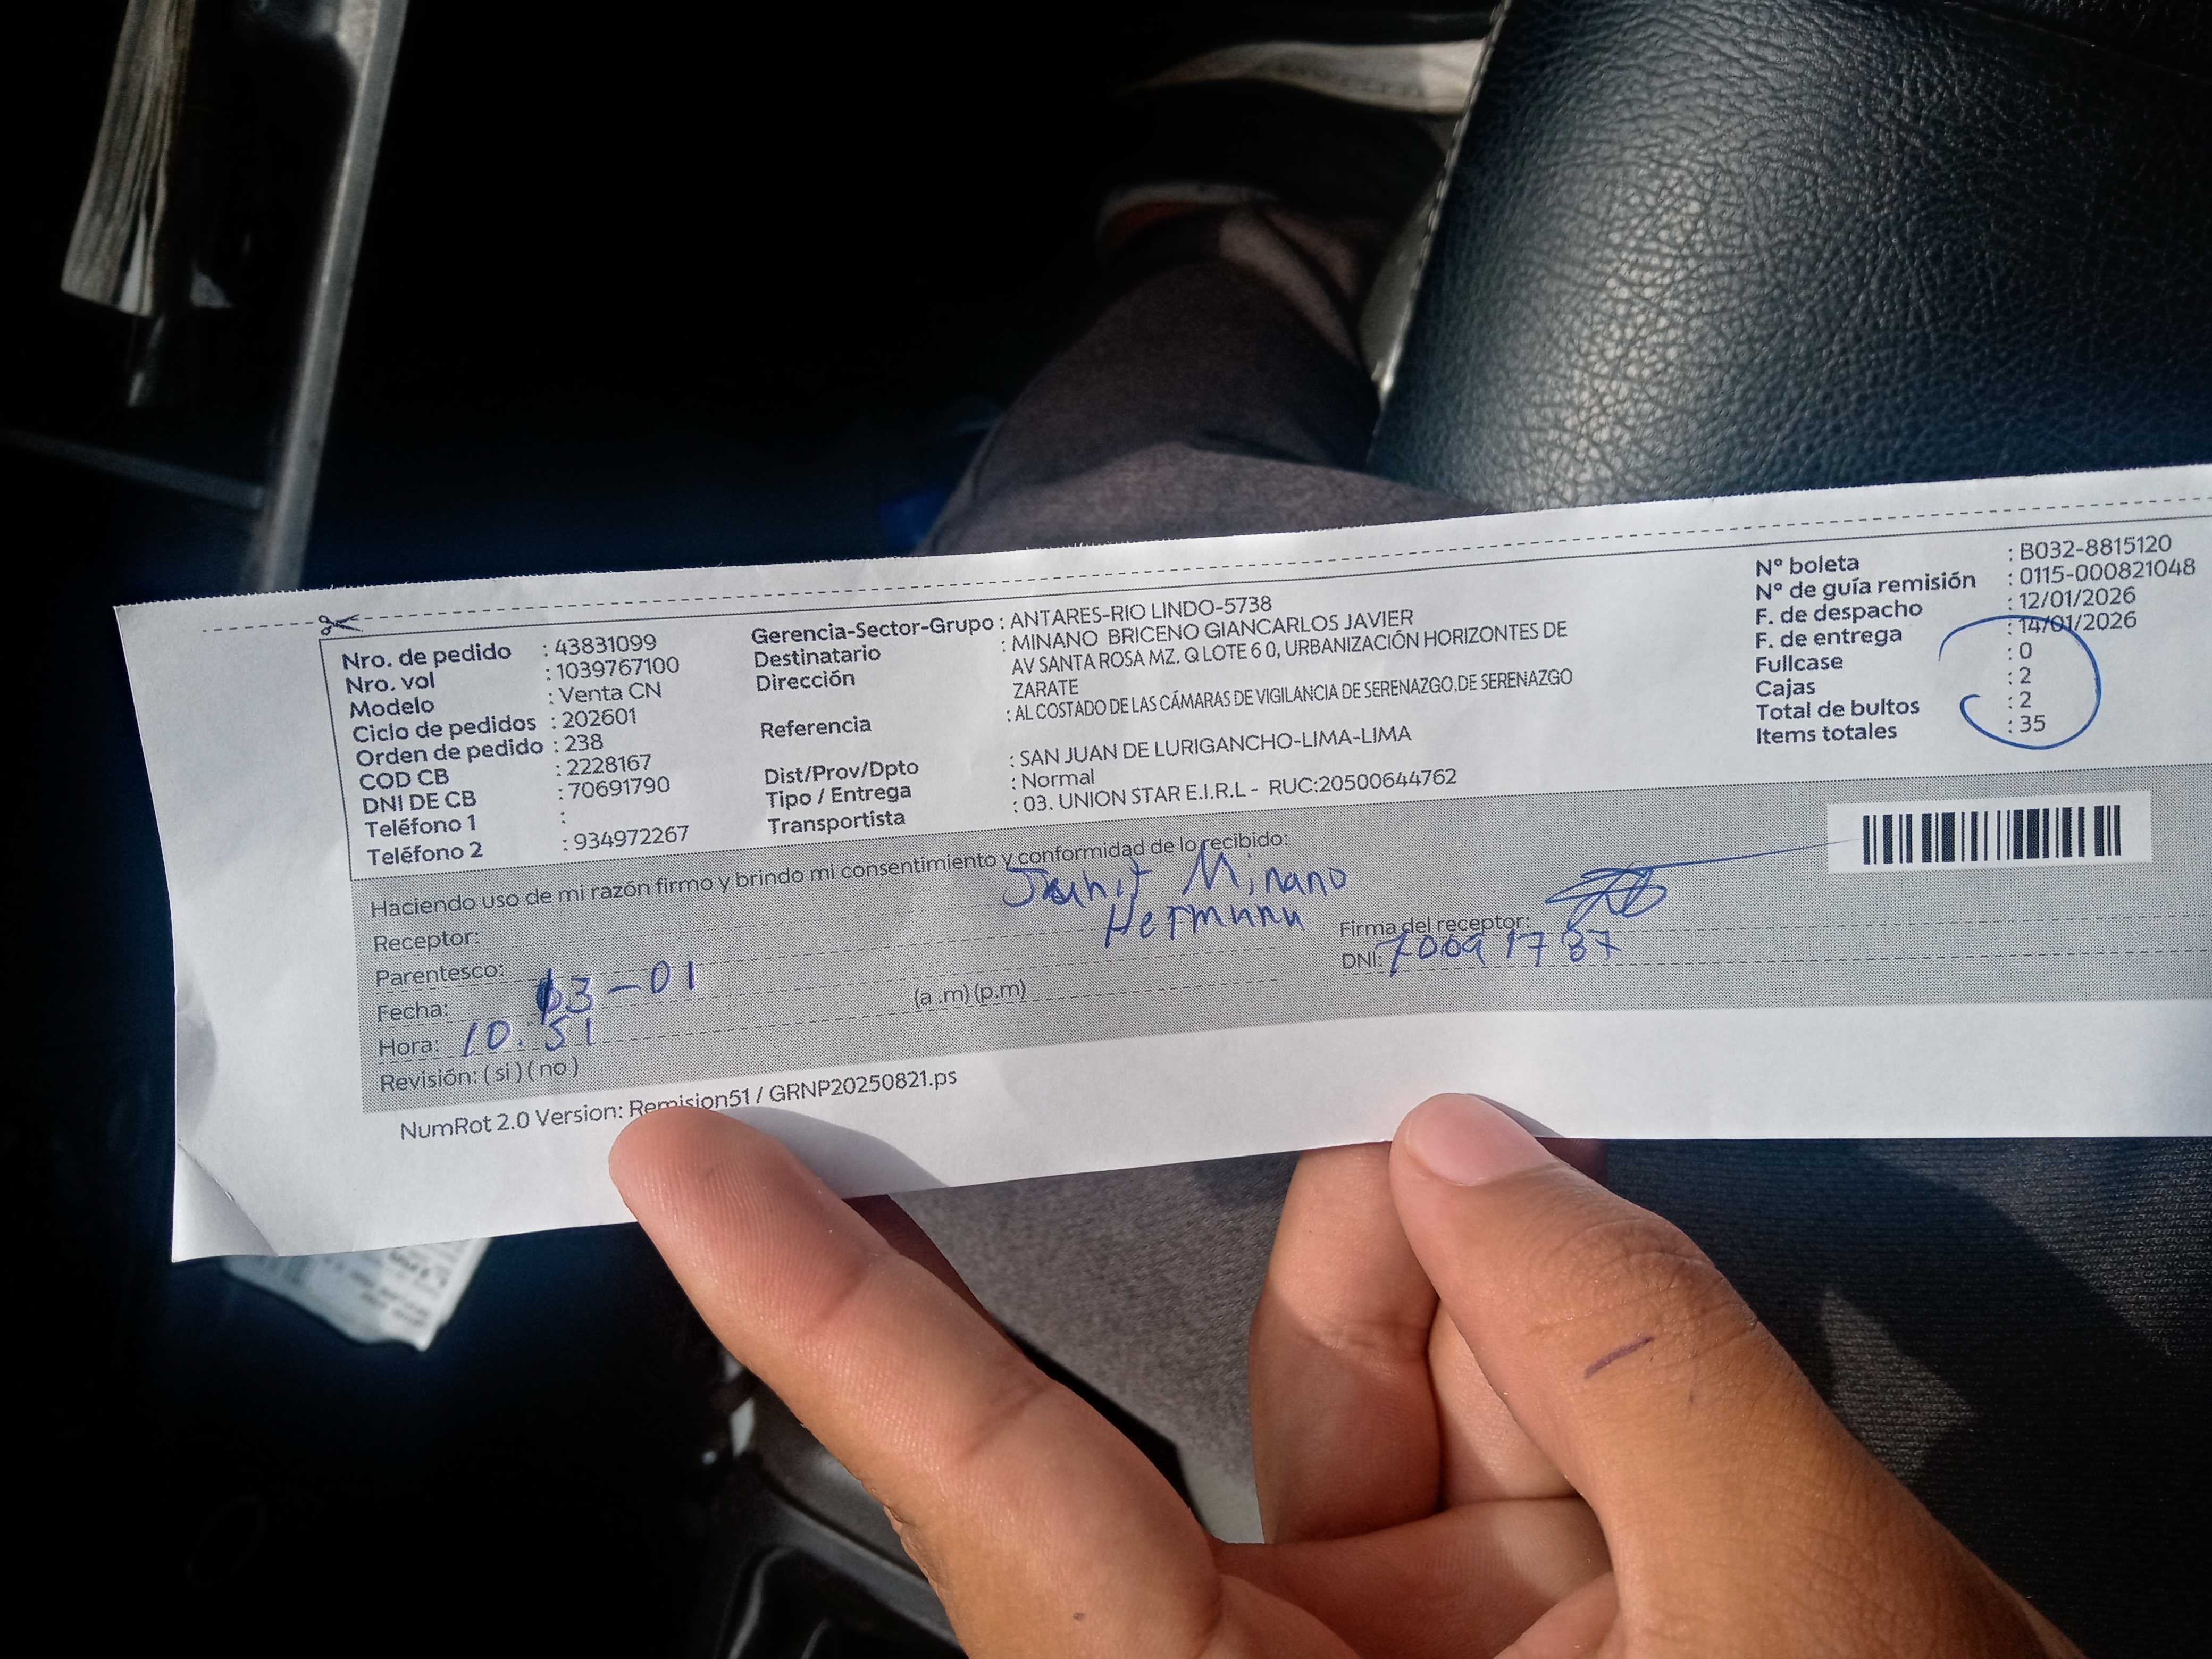 Nro. de pedido : 43831099
Nro. vol : 1039767100
Modelo : Venta CN
Ciclo de pedidos : 202601
Orden de pedido : 238
COD CB : 2228167
DNI DE CB : 70691790
Teléfono 1 :
Teléfono 2 : 934972267
Gerencia-Sector-Grupo : ANTARES-RIO LINDO-5738
Destinatario : MINANO BRICENO GIANCARLOS JAVIER
Dirección AV SANTA ROSA MZ. Q LOTE 6 0, URBANIZACIÓN HORIZONTES DE
ZARATE
Referencia : AL COSTADO DE LAS CÁMARAS DE VIGILANCIA DE SERENAZGO,DE SERENAZGO
Dist/Prov/Dpto : SAN JUAN DE LURIGANCHO-LIMA-LIMA
Tipo / Entrega : Normal
Transportista : 03. UNION STAR E.I.R.L - RUC:20500644762
N° boleta : B032-8815120
N° de guía remisión : 0115-000821048
F. de despacho : 12/01/2026
F. de entrega : 14/01/2026
Fullcase : 0
Cajas : 2
Total de bultos : 2
Items totales : 35
Haciendo uso de mi razón firmo y brindo mi consentimiento y conformidad de lo recibido:
Receptor: Minano
Parentesco: Hermana
Fecha: 13-01
Hora: 10:51 (a .m) (p.m)
Revisión: ( si ) ( no )
Firma del receptor:
DNI:
NumRot 2.0 Version: Remision51 / GRNP20250821.ps